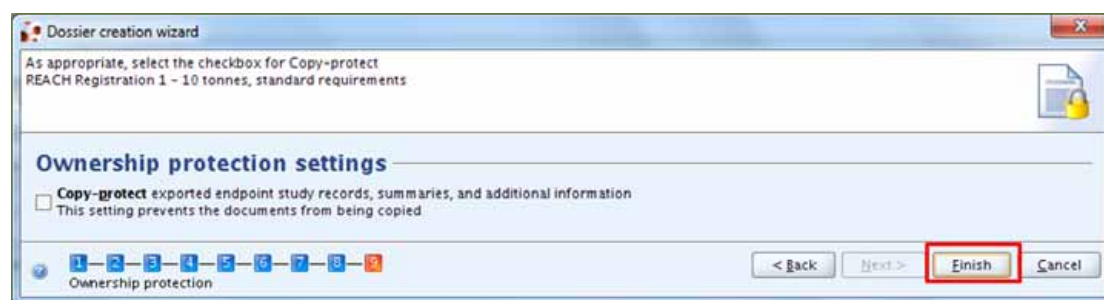 Dossier creation wizard
As appropriate, select the checkbox for Copy-protect
REACH Registration 1 – 10 tonnes, standard requirements
Ownership protection settings
Copy-protect exported endpoint study records, summaries, and additional information
This setting prevents the documents from being copied
1 2 3 4 5 6 7 8 9
Ownership protection
< Back Next > Finish Cancel